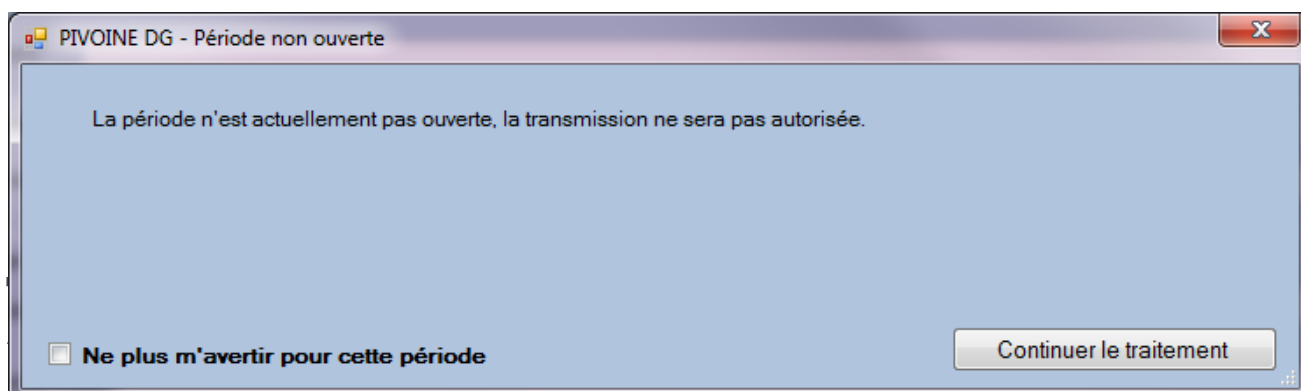 PIVOINE DG - Période non ouverte
La période n'est actuellement pas ouverte, la transmission ne sera pas autorisée.
Ne plus m'avertir pour cette période
Continuer le traitement